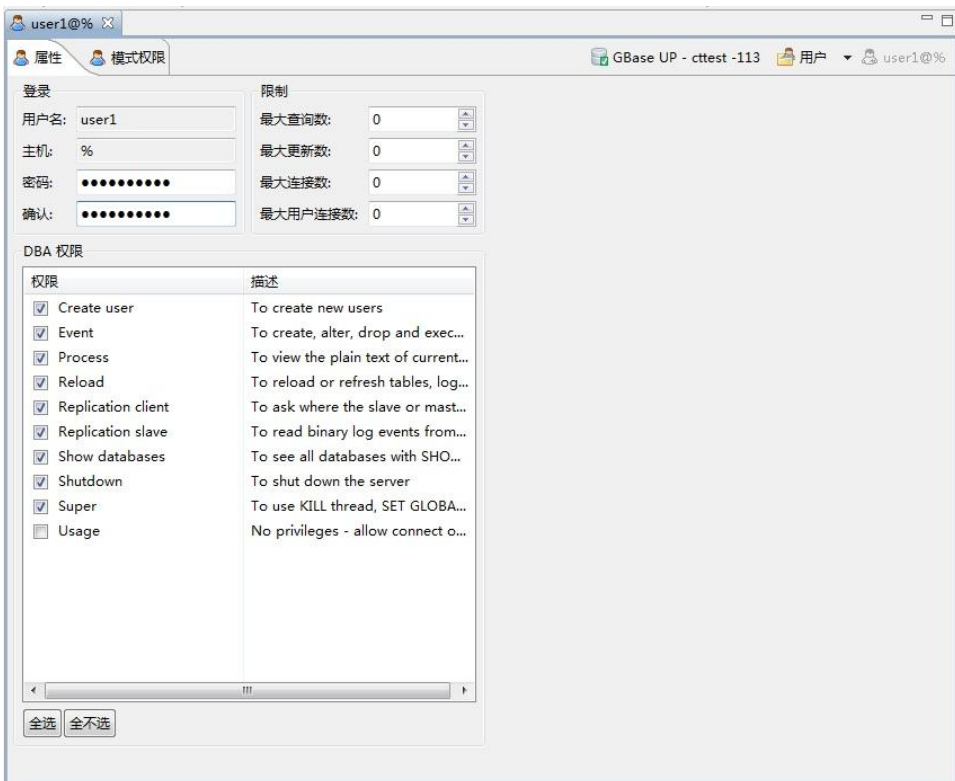 user1@%
属性 模式权限 GBase UP - cttest -113 用户 user1@%
登录 限制
用户名: user1 最大查询数: 0
主机: % 最大更新数: 0
密码: ●●●●●●●●●● 最大连接数: 0
确认: ●●●●●●●●●● 最大用户连接数: 0
DBA 权限
权限 描述
Create user To create new users
Event To create, alter, drop and exec...
Process To view the plain text of current...
Reload To reload or refresh tables, log...
Replication client To ask where the slave or mast...
Replication slave To read binary log events from...
Show databases To see all databases with SHO...
Shutdown To shut down the server
Super To use KILL thread, SET GLOBA...
Usage No privileges - allow connect o...
全选 全不选